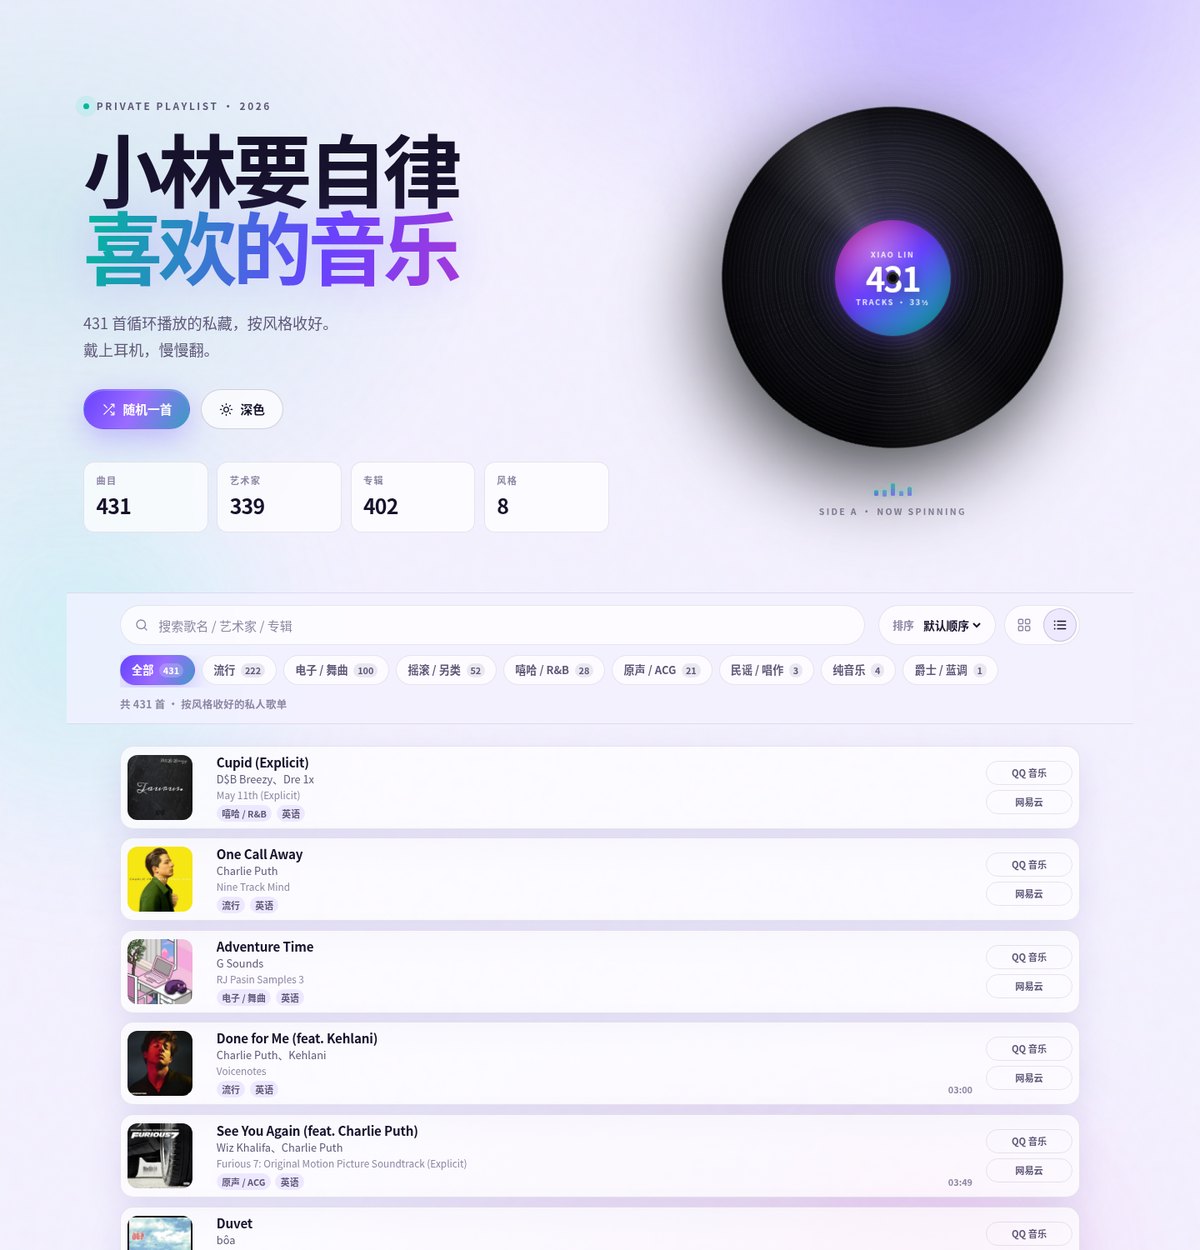 PRIVATE PLAYLIST • 2026
小林要自律
喜欢的音乐
431 首循环播放的私藏，按风格收好。
戴上耳机，慢慢翻。
随机一首
深色
曲目
431
艺术家
339
专辑
402
风格
8
XIAO LIN
431
TRACKS • 33⅓
SIDE A • NOW SPINNING
搜索歌名 / 艺术家 / 专辑
排序 默认顺序
全部 431
流行 222
电子 / 舞曲 100
摇滚 / 另类 52
嘻哈 / R&B 28
原声 / ACG 21
民谣 / 唱作 3
纯音乐 4
爵士 / 蓝调 1
共 431 首 • 按风格收好的私人歌单
Taurus
Cupid (Explicit)
D$B Breezy、Dre 1x
May 11th (Explicit)
嘻哈 / R&B 英语
QQ 音乐
网易云
One Call Away
Charlie Puth
Nine Track Mind
流行 英语
QQ 音乐
网易云
Adventure Time
G Sounds
RJ Pasin Samples 3
电子 / 舞曲 英语
QQ 音乐
网易云
Done for Me (feat. Kehlani)
Charlie Puth、Kehlani
Voicenotes
流行 英语
03:00
QQ 音乐
网易云
FURIOUS 7
See You Again (feat. Charlie Puth)
Wiz Khalifa、Charlie Puth
Furious 7: Original Motion Picture Soundtrack (Explicit)
原声 / ACG 英语
03:49
QQ 音乐
网易云
Duvet
bôa
QQ 音乐